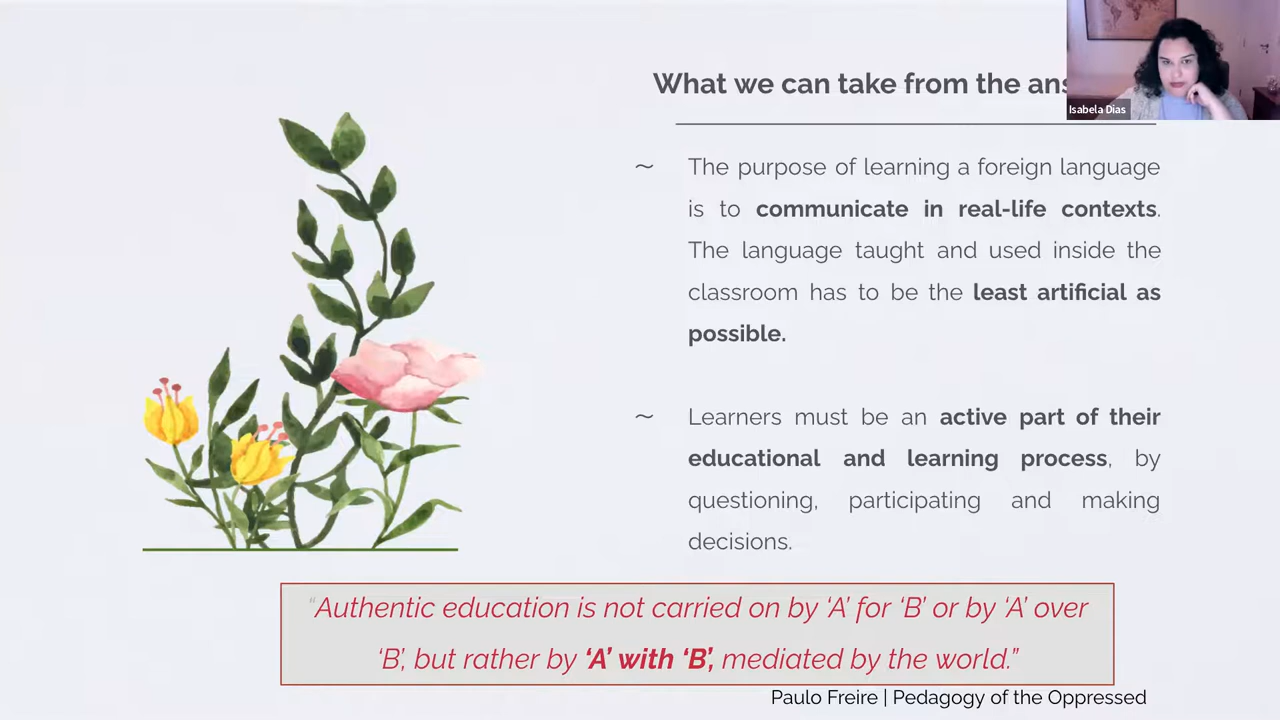 What we can take from the
Isabela Dias
~ The purpose of learning a foreign language
is to communicate in real-life contexts.
The language taught and used inside the
classroom has to be the least artificial as
possible.
~ Learners must be an active part of their
educational and learning process, by
questioning, participating and making
decisions.
“Authentic education is not carried on by ‘A’ for ‘B’ or by ‘A’ over
‘B’, but rather by ‘A’ with ‘B’, mediated by the world.”
Paulo Freire | Pedagogy of the Oppressed